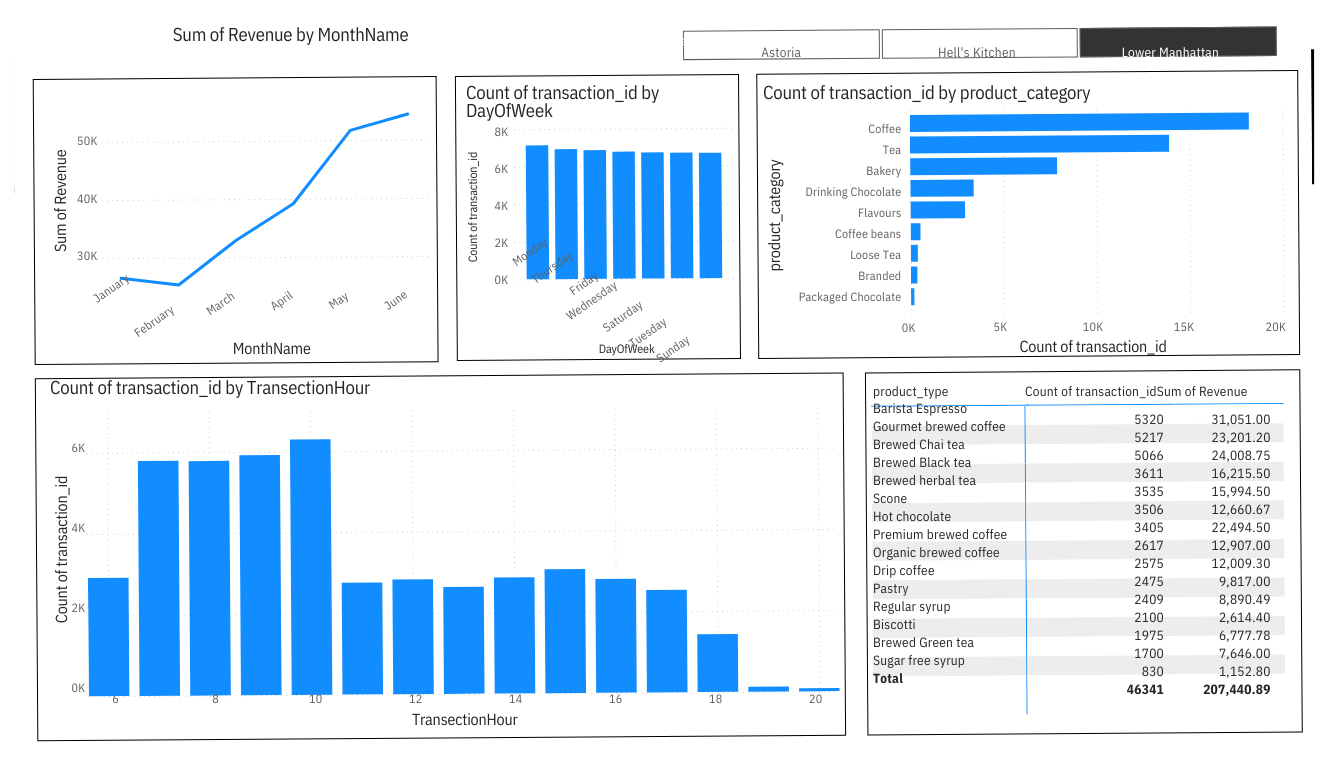 Sum of Revenue by MonthName
Astoria
Hell's Kitchen
Lower Manhattan
Sum of Revenue
50K
40K
30K
January
February
March
April
May
June
MonthName
Count of transaction_id by
DayOfWeek
Count of transaction_id
8K
6K
4K
2K
0K
Monday
Thursday
Friday
Wednesday
Saturday
Tuesday
Sunday
DayOfWeek
Count of transaction_id by product_category
product_category
Coffee
Tea
Bakery
Drinking Chocolate
Flavours
Coffee beans
Loose Tea
Branded
Packaged Chocolate
0K 5K 10K 15K 20K
Count of transaction_id
Count of transaction_id by TransectionHour
Count of transaction_id
6K
4K
2K
0K
6 8 10 12 14 16 18 20
TransectionHour
product_type Count of transaction_id Sum of Revenue
Barista Espresso 5320 31,051.00
Gourmet brewed coffee 5217 23,201.20
Brewed Chai tea 5066 24,008.75
Brewed Black tea 3611 16,215.50
Brewed herbal tea 3535 15,994.50
Scone 3506 12,660.67
Hot chocolate 3405 22,494.50
Premium brewed coffee 2617 12,907.00
Organic brewed coffee 2575 12,009.30
Drip coffee 2475 9,817.00
Pastry 2409 8,890.49
Regular syrup 2100 2,614.40
Biscotti 1975 6,777.78
Brewed Green tea 1700 7,646.00
Sugar free syrup 830 1,152.80
Total 46341 207,440.89